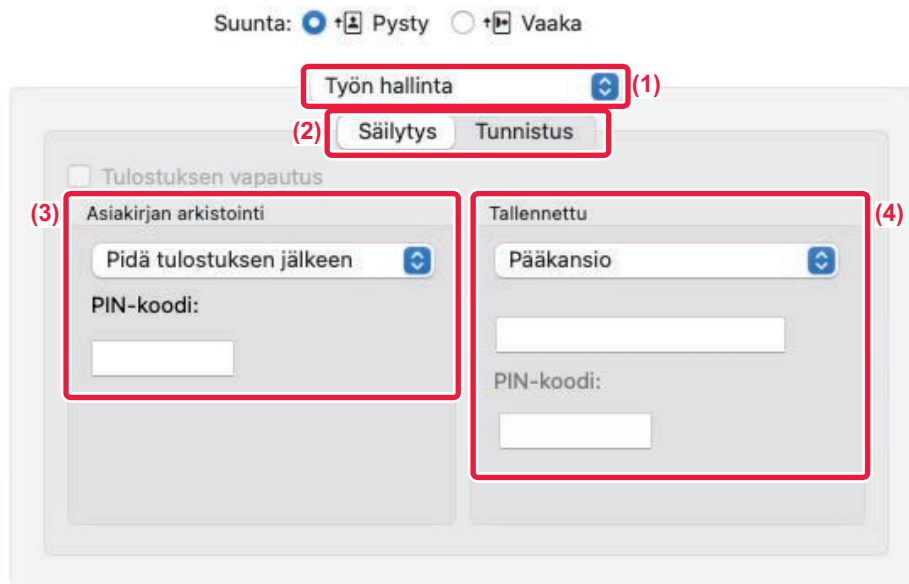 Suunta: Pysty Vaaka
Työn hallinta (1)
(2) Säilytys Tunnistus
Tulostuksen vapautus
(3) Asiakirjan arkistointi
Pidä tulostuksen jälkeen
PIN-koodi:
Tallennettu (4)
Pääkansio
PIN-koodi: